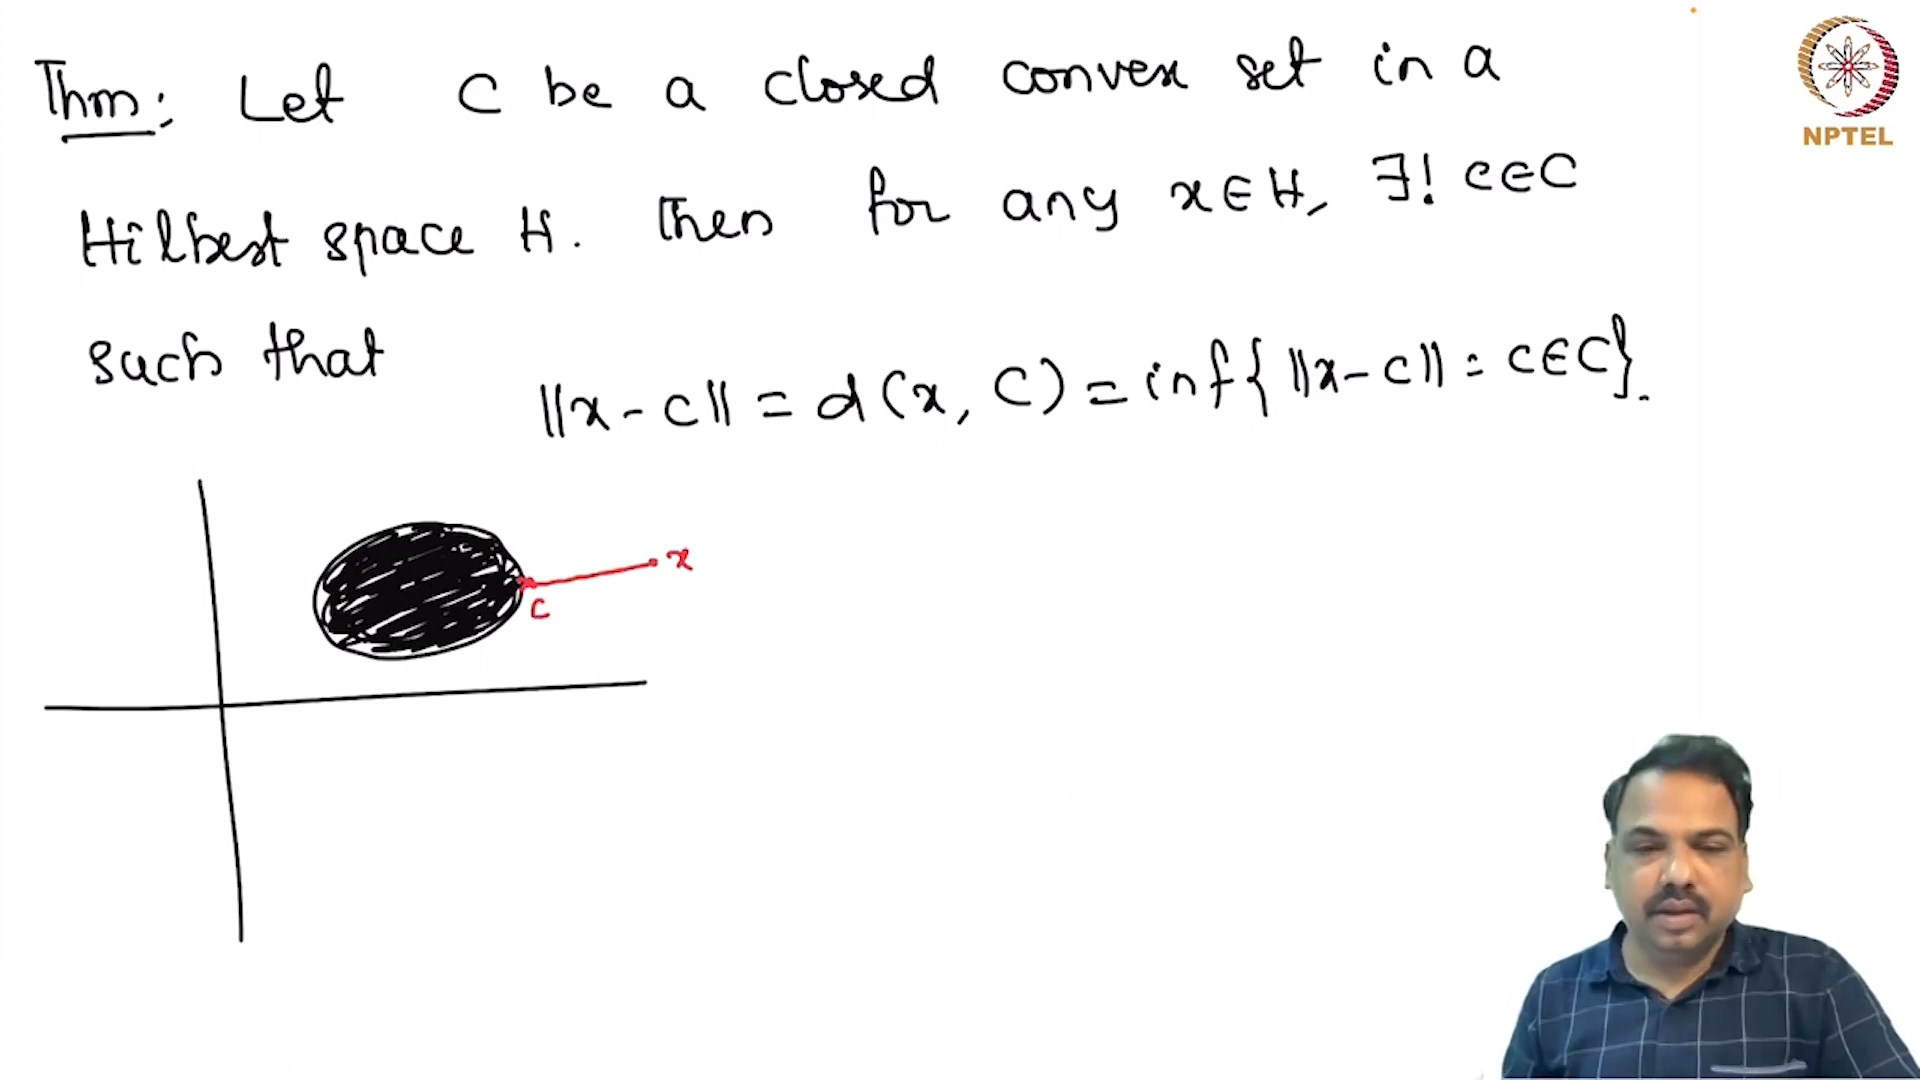 Thm: Let C be a closed convex set in a
Hilbert space H. Then for any x∈H, ∃! c∈C
such that
||x-c|| = d(x, C) = inf{ ||x-c|| : c∈C}.
x
c
NPTEL